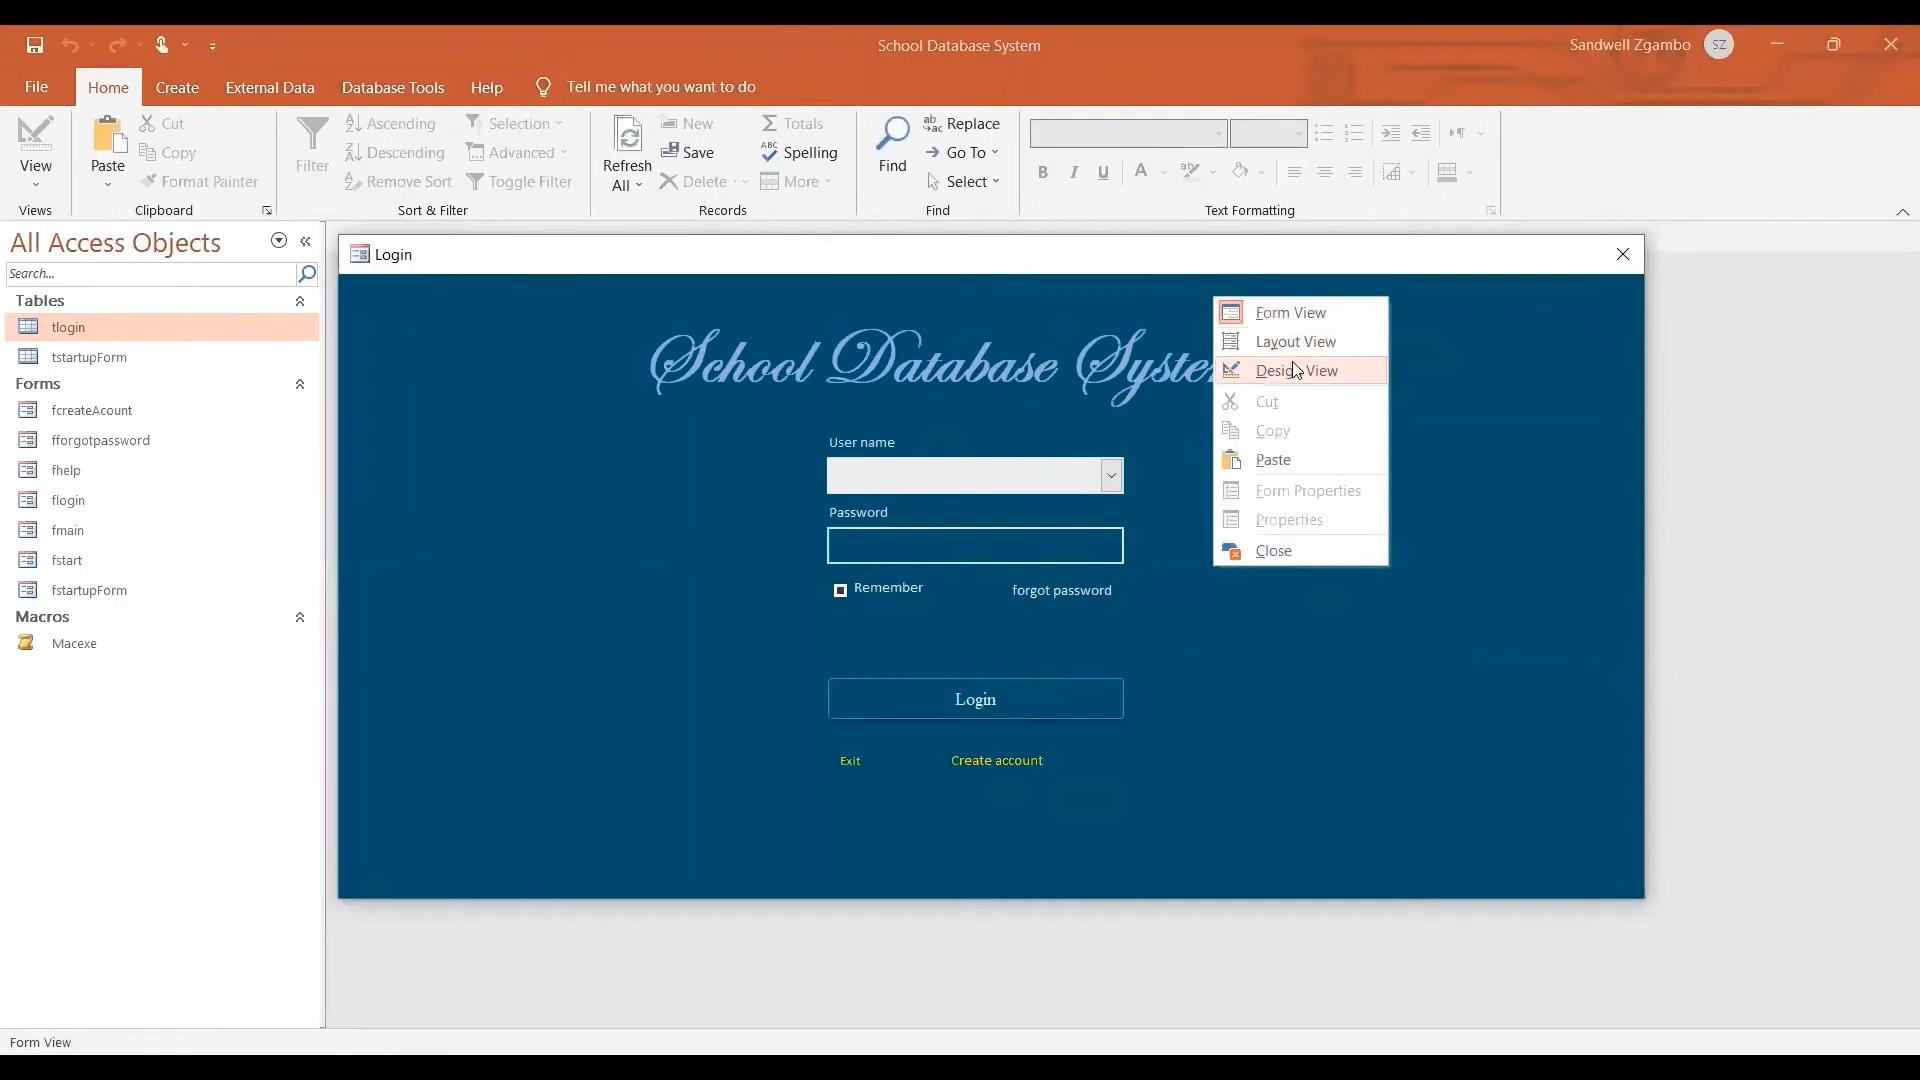 School Database System
Sandwell Zgambo
SZ
File
Home
Create
External Data
Database Tools
Help
Tell me what you want to do
View
Views
Paste
Cut
Copy
Format Painter
Clipboard
Filter
Ascending
Descending
Remove Sort
Selection
Advanced
Toggle Filter
Sort & Filter
Refresh
All
New
Save
Delete
Totals
Spelling
More
Records
Find
Replace
Go To
Select
Find
B I U
Text Formatting
All Access Objects
Search...
Tables
tlogin
tstartupForm
Forms
fcreateAcount
fforgotpassword
fhelp
flogin
fmain
fstart
fstartupForm
Macros
Macexe
Login
School Database System
User name
Password
Remember
forgot password
Login
Exit
Create account
Form View
Layout View
Design View
Cut
Copy
Paste
Form Properties
Properties
Close
Form View